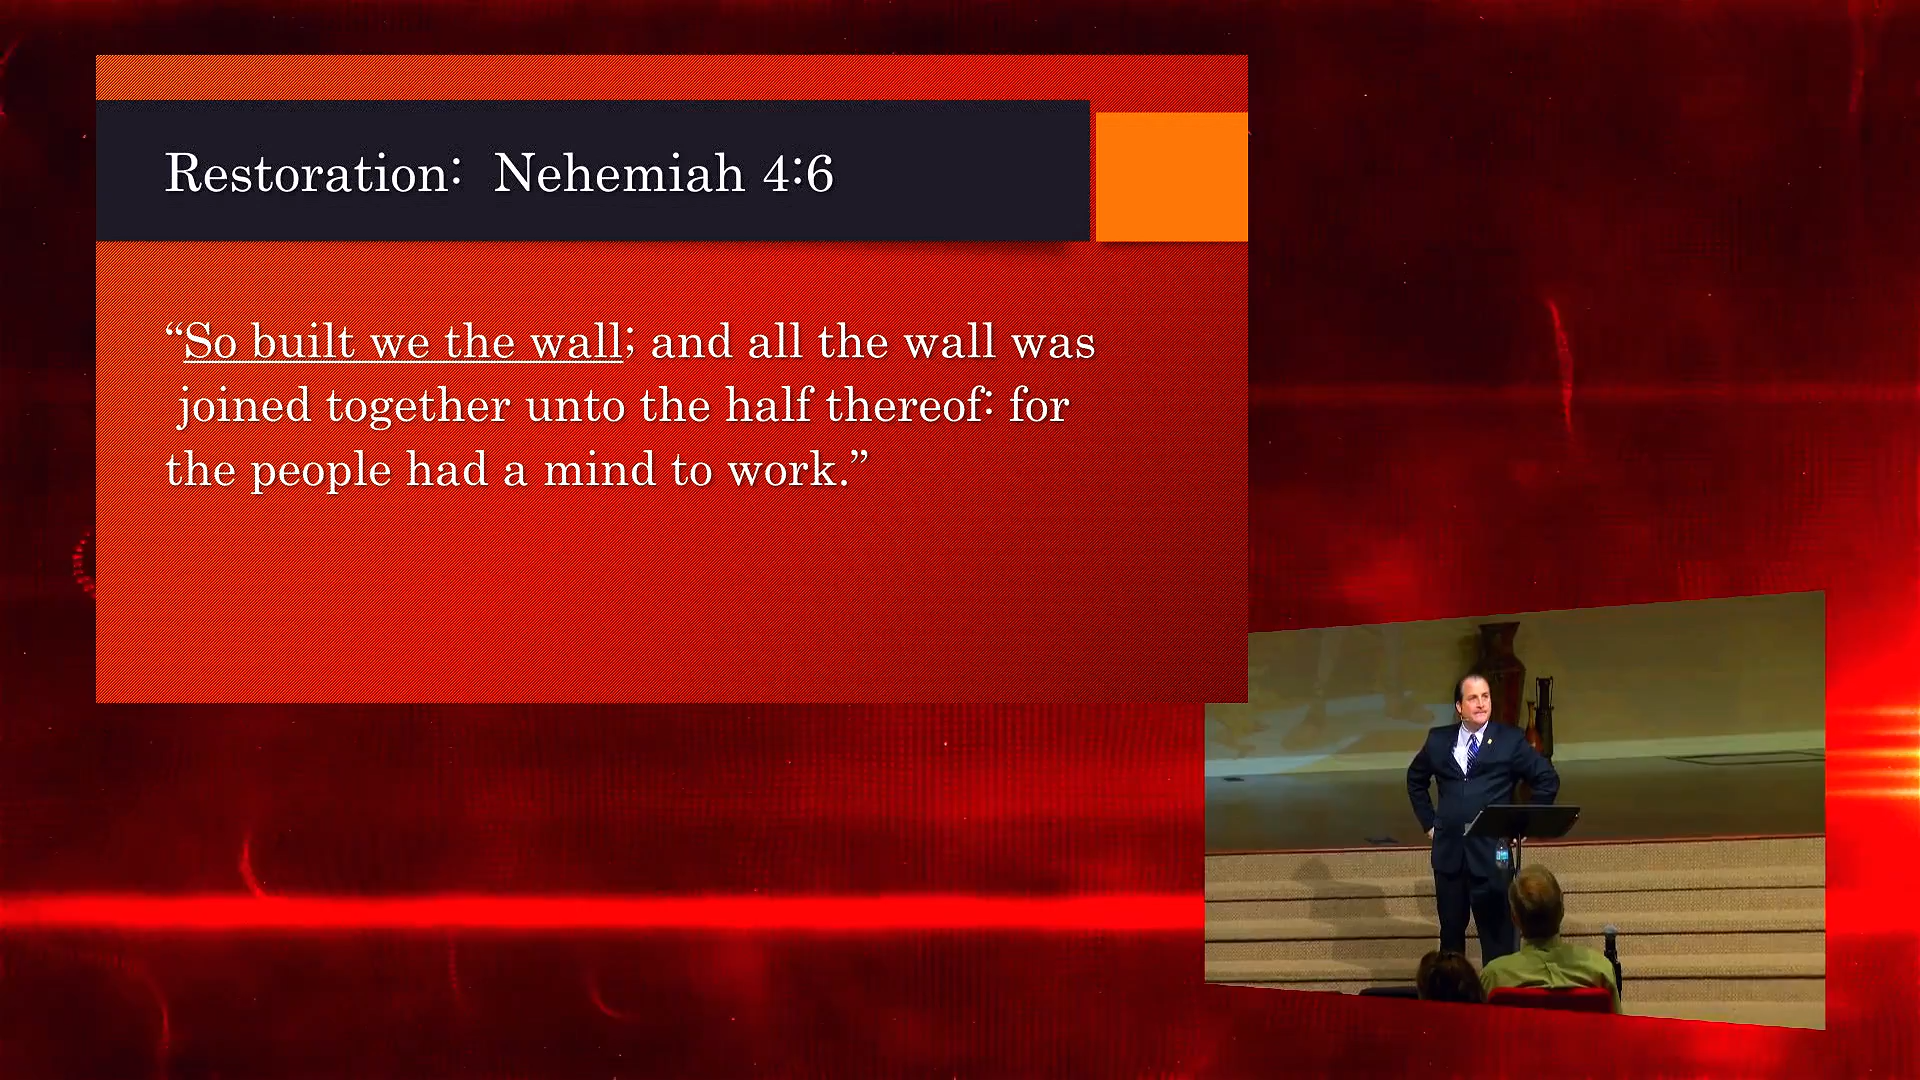 Restoration:  Nehemiah 4:6
“So built we the wall; and all the wall was
joined together unto the half thereof: for
the people had a mind to work.”